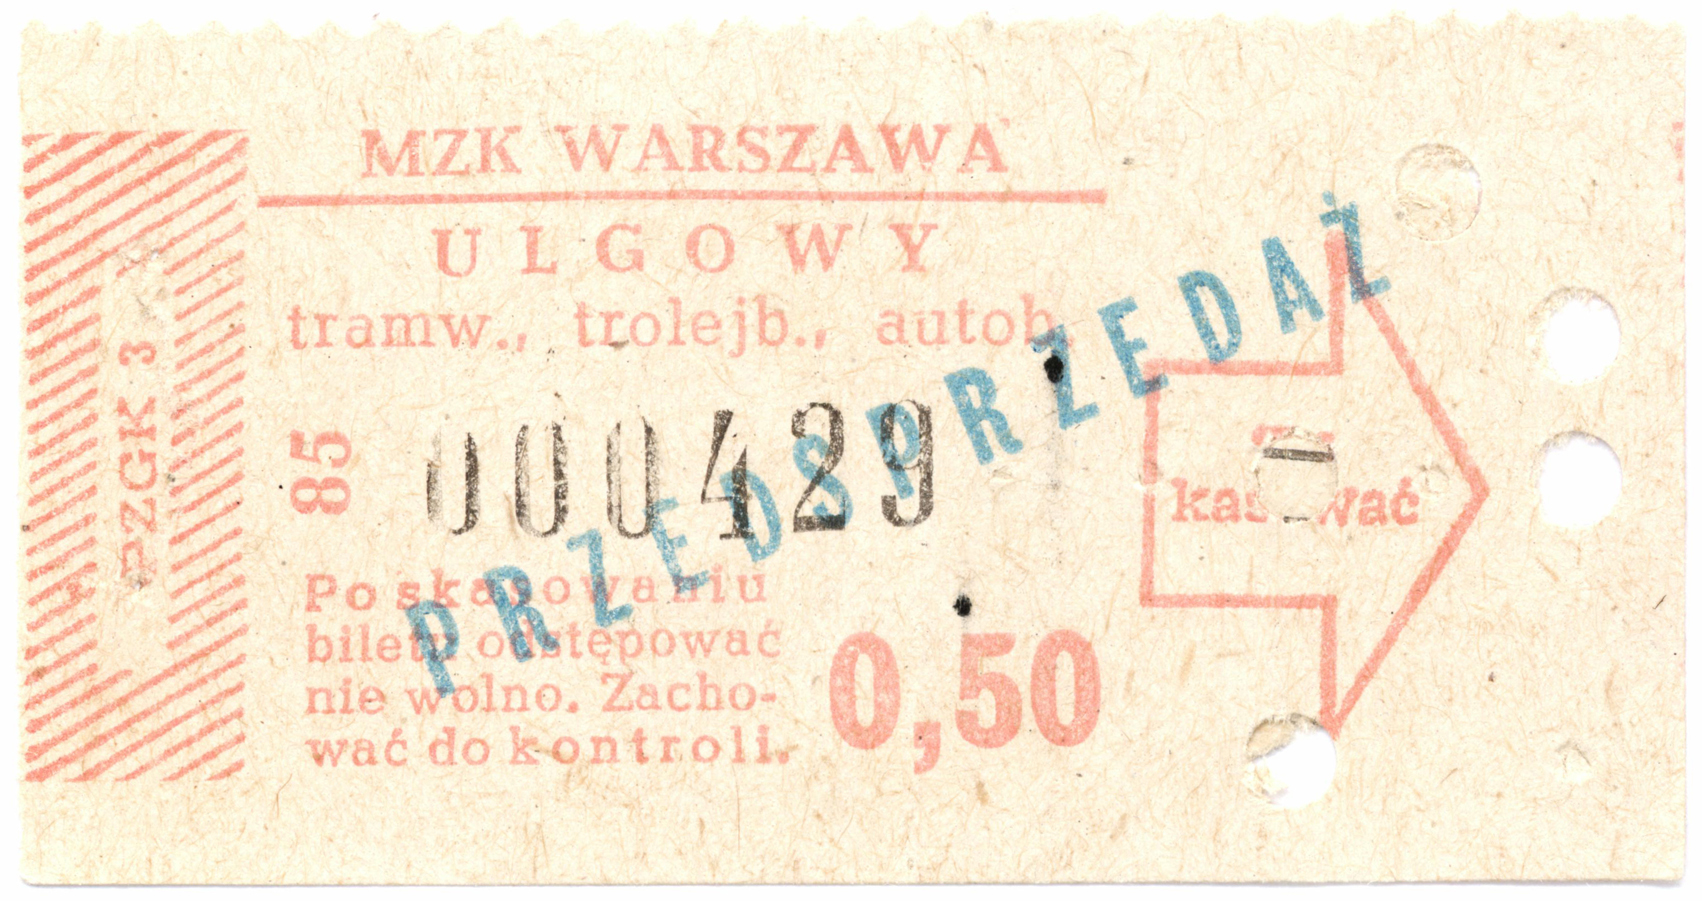 MZK WARSZAWA
ULGOWY
tramw., trolejb., autob.
PZGK 3
85
000429
PRZEDSPRZEDAŻ
Po skasowaniu
biletu odstępować
nie wolno. Zacho-
wać do kontroli.
0,50
kasować